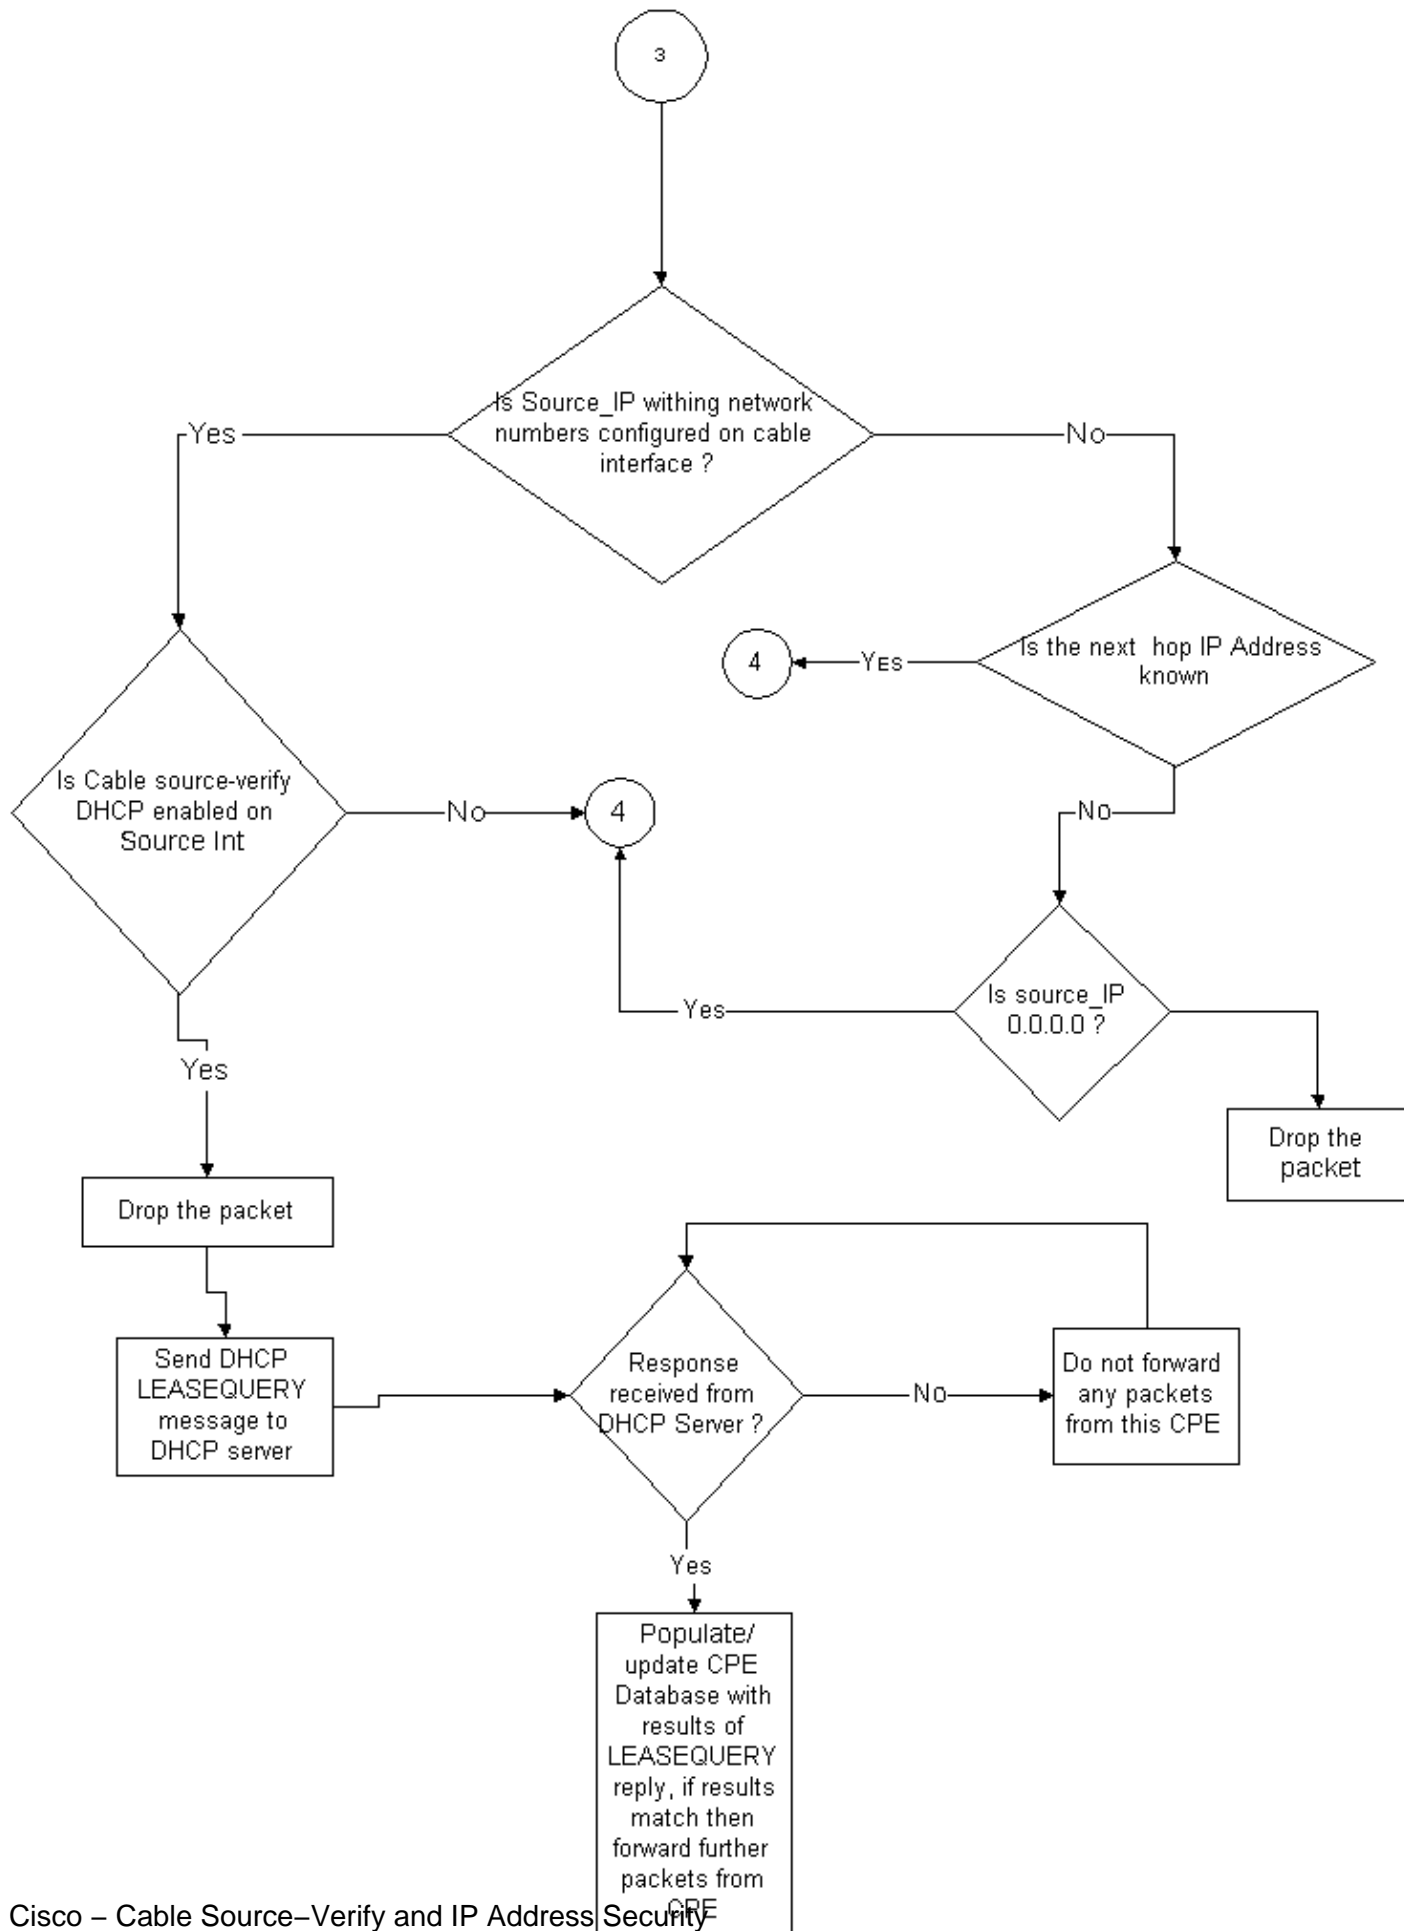 3
Is Source_IP withing network
numbers configured on cable
interface ?
Yes
No
Is the next hop IP Address
known
YES
4
Is Cable source-verify
DHCP enabled on
Source Int
No
4
No
Is source_IP
0.0.0.0 ?
Yes
Yes
Drop the
packet
Drop the packet
Send DHCP
LEASEQUERY
message to
DHCP server
Response
received from
DHCP Server ?
No
Do not forward
any packets
from this CPE
Yes
Populate/
update CPE
Database with
results of
LEASEQUERY
reply, if results
match then
forward further
packets from
CPE
Cisco – Cable Source–Verify and IP Address Security